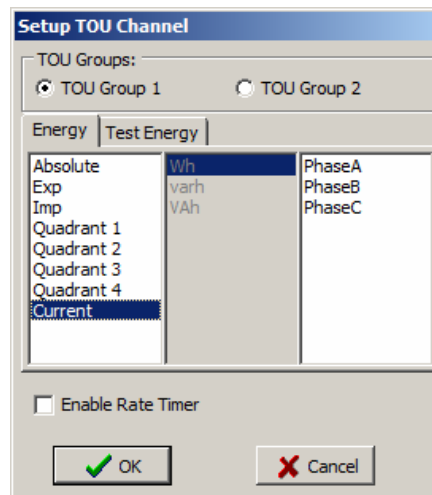 Setup TOU Channel
TOU Groups:
TOU Group 1 TOU Group 2
Energy Test Energy
Absolute Wh PhaseA
Exp varh PhaseB
Imp VAh PhaseC
Quadrant 1
Quadrant 2
Quadrant 3
Quadrant 4
Current
Enable Rate Timer
OK Cancel